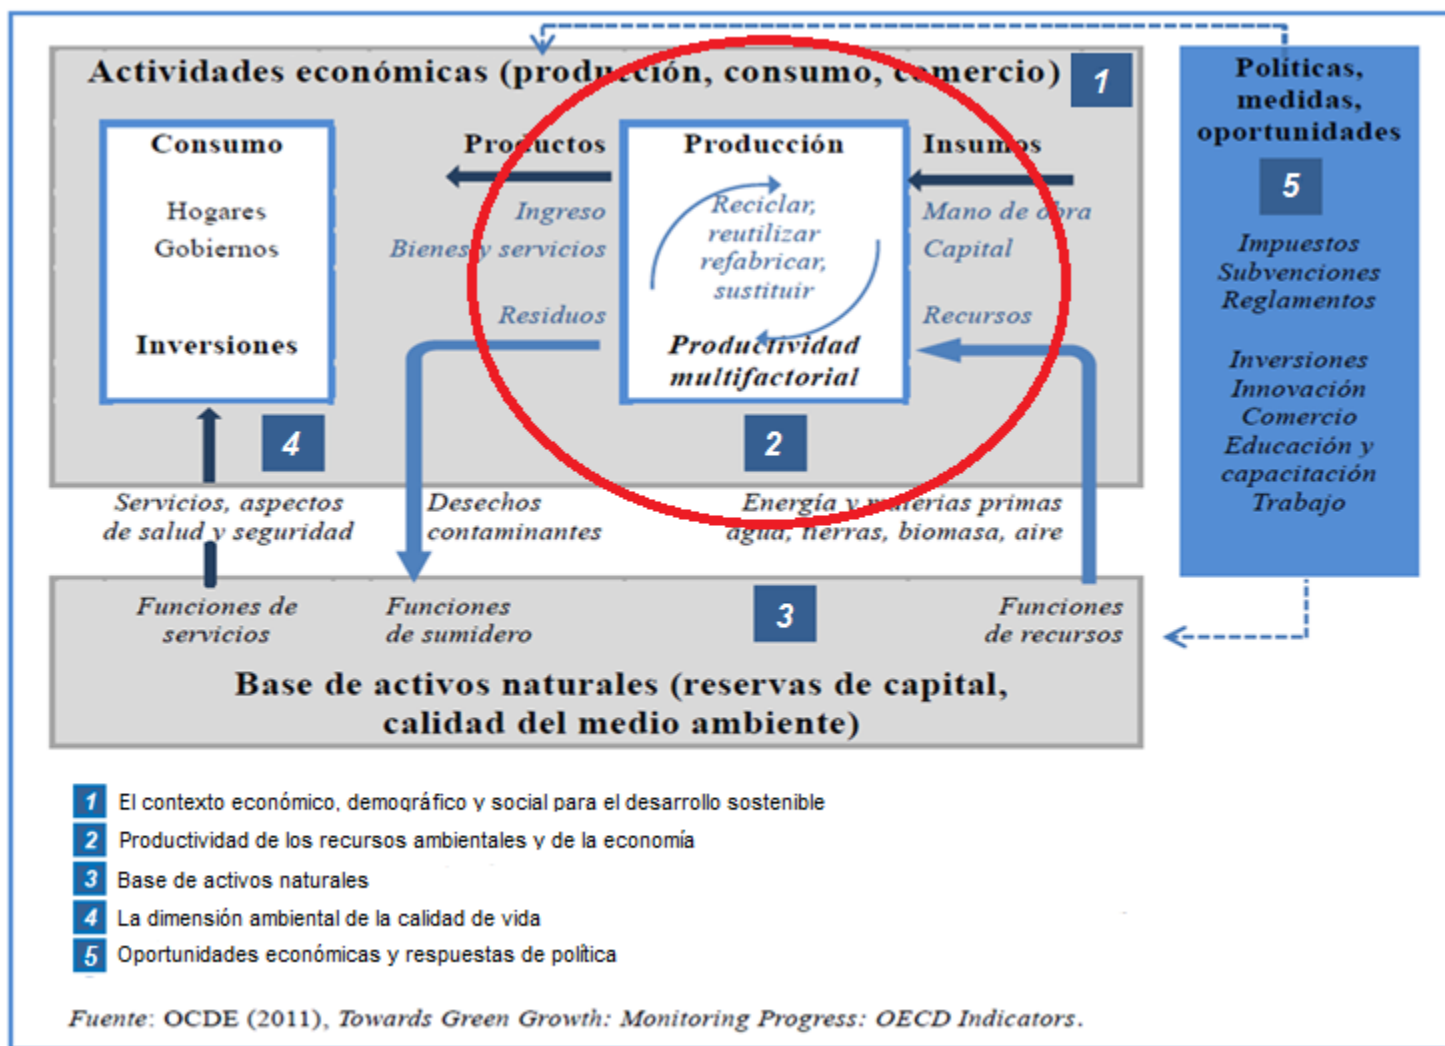 Actividades económicas (producción, consumo, comercio)
1
Consumo
Hogares
Gobiernos
Inversiones
4
Productos
Ingreso
Bienes y servicios
Residuos
Producción
Reciclar,
reutilizar
refabricar,
sustituir
Productividad
multifactorial
2
Insumos
Mano de obra
Capital
Recursos
Políticas,
medidas,
oportunidades
5
Impuestos
Subvenciones
Reglamentos
Inversiones
Innovación
Comercio
Educación y
capacitación
Trabajo
Servicios, aspectos
de salud y seguridad
Desechos
contaminantes
Energía y materias primas
agua, tierras, biomasa, aire
Funciones de
servicios
Funciones
de sumidero
3
Funciones
de recursos
Base de activos naturales (reservas de capital,
calidad del medio ambiente)
1 El contexto económico, demográfico y social para el desarrollo sostenible
2 Productividad de los recursos ambientales y de la economía
3 Base de activos naturales
4 La dimensión ambiental de la calidad de vida
5 Oportunidades económicas y respuestas de política
Fuente: OCDE (2011), Towards Green Growth: Monitoring Progress: OECD Indicators.